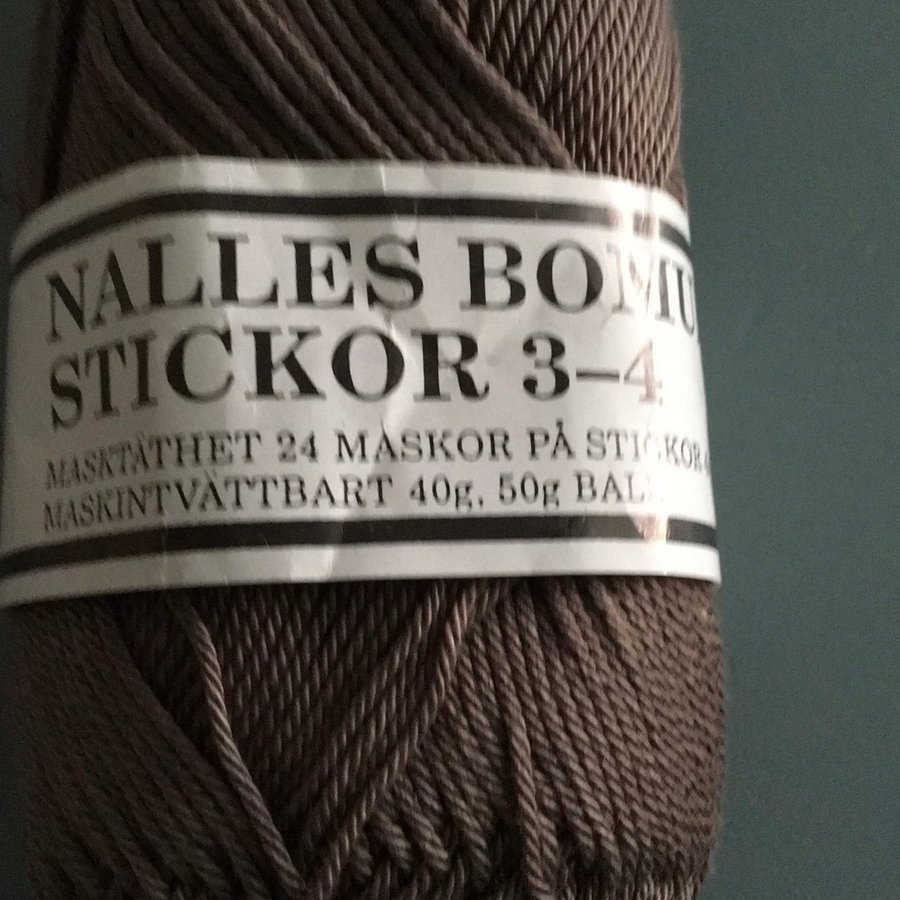 NALLES BOMU
STICKOR 3–4
MASKTÄTHET 24 MASKOR PÅ STICKOR
MASKINTVÄTTBART 40g, 50g BAL